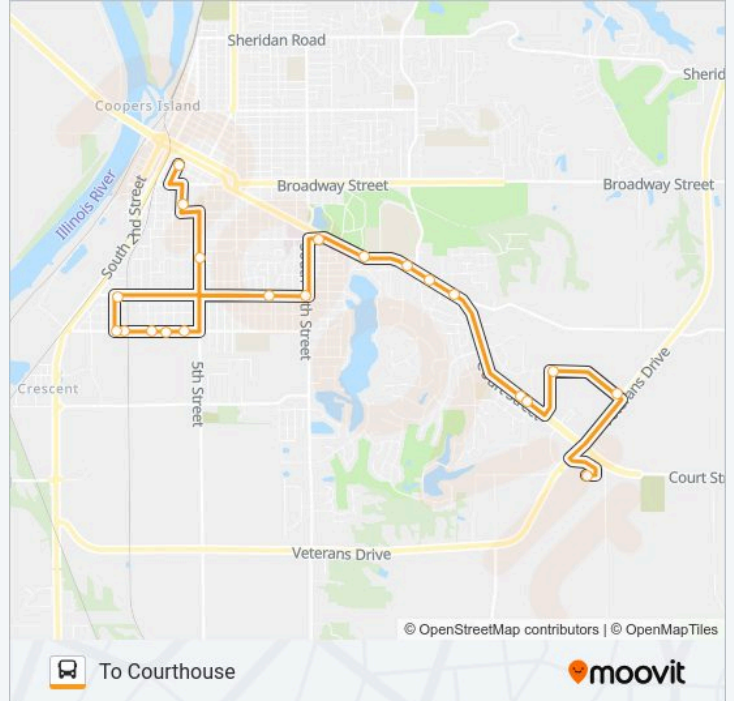 Sheridan Road
Sherid
Coopers Island
Broadway Street
Broadway Street
Illinois River
South 2nd Street
th Street
5th Street
Crescent
Court Street
Veterans Drive
Court St
Veterans Drive
© OpenStreetMap contributors | © OpenMapTiles
To Courthouse
moovit